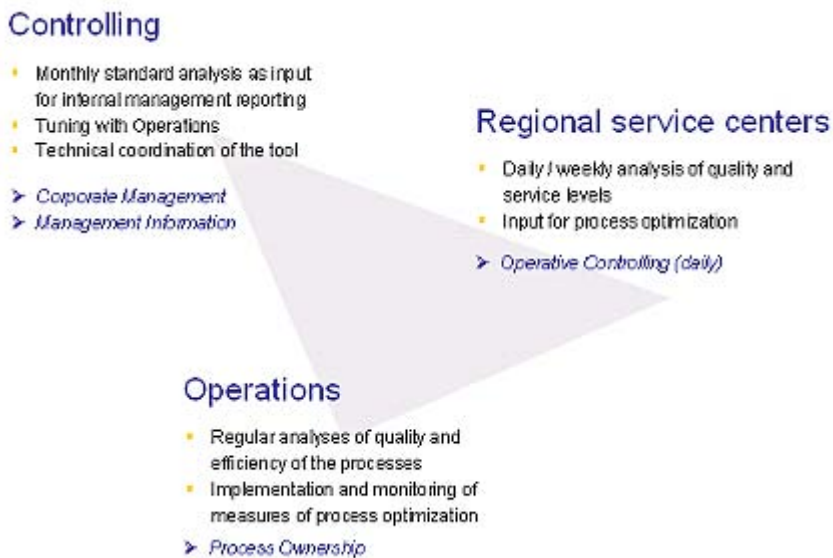 Controlling
▪ Monthly standard analysis as input
for internal management reporting
▪ Tuning with Operations
▪ Technical coordination of the tool
➢ Corporate Management
➢ Management Information
Regional service centers
▪ Daily / weekly analysis of quality and
service levels
▪ Input for process optimization
➢ Operative Controlling (daily)
Operations
▪ Regular analyses of quality and
efficiency of the processes
▪ Implementation and monitoring of
measures of process optimization
➢ Process Ownership